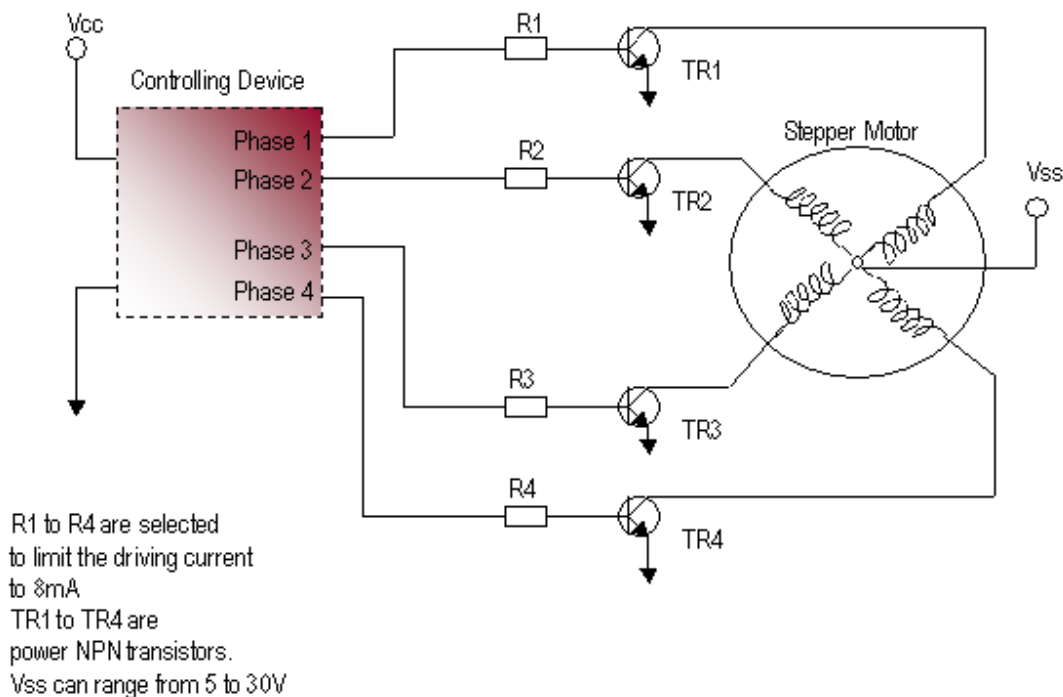 Vcc
R1
Controlling Device
TR1
Phase 1
Stepper Motor
R2
Phase 2
Vss
TR2
Phase 3
Phase 4
R3
TR3
R4
TR4
R1 to R4 are selected
to limit the driving current
to 8mA
TR1 to TR4 are
power NPN transistors.
Vss can range from 5 to 30V